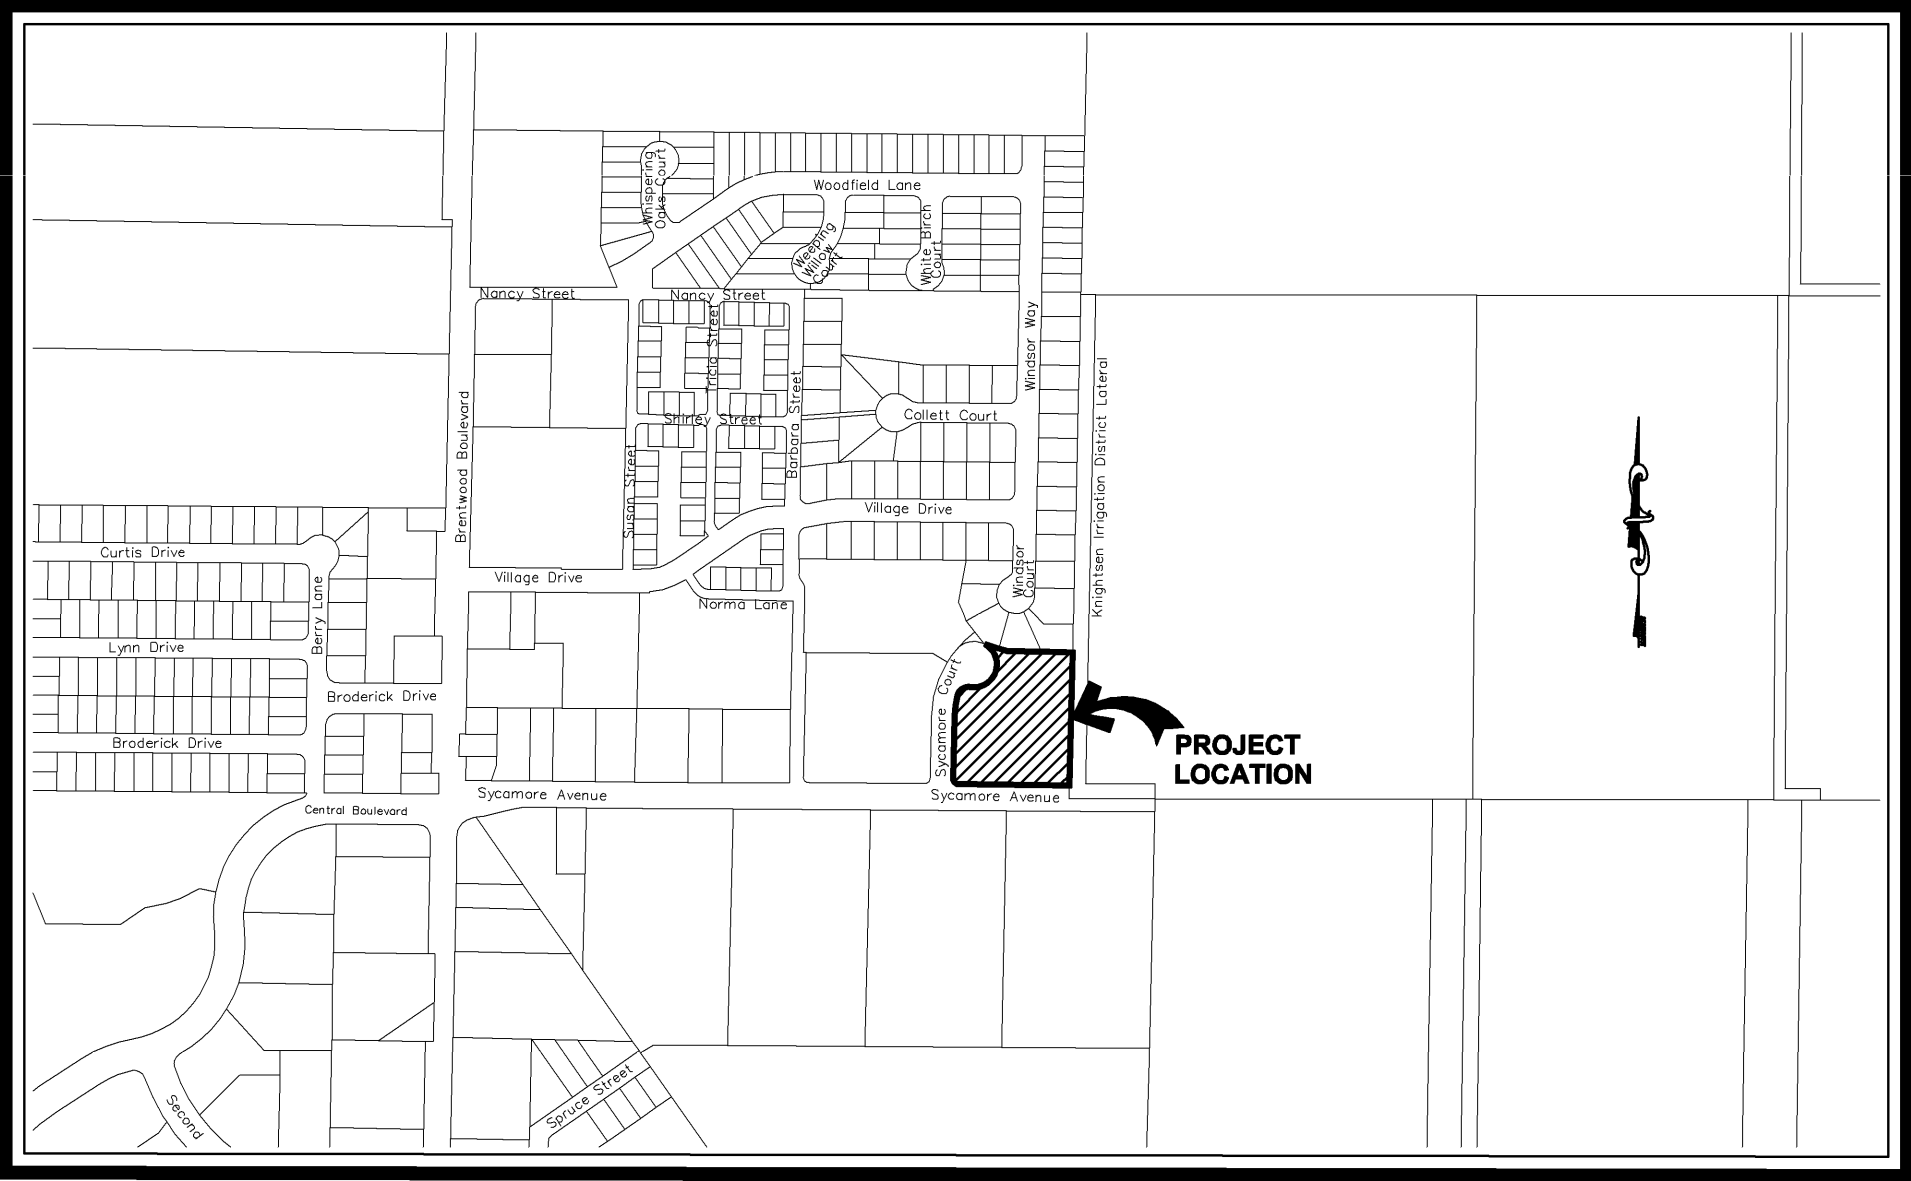 Whispering
Oaks Court
Woodfield Lane
Weeping
Willow
Court
White Birch
Court
Nancy Street
Nancy Street
Tricia Street
Windsor Way
Brentwood Boulevard
Barbara Street
Knightsen Irrigation District Lateral
Collett Court
Shirley Street
Susan Street
Village Drive
Curtis Drive
Windsor
Court
Village Drive
Berry Lane
Norma Lane
Lynn Drive
Sycamore Court
Broderick Drive
Broderick Drive
PROJECT
LOCATION
Sycamore Avenue
Sycamore Avenue
Central Boulevard
Spruce Street
Second